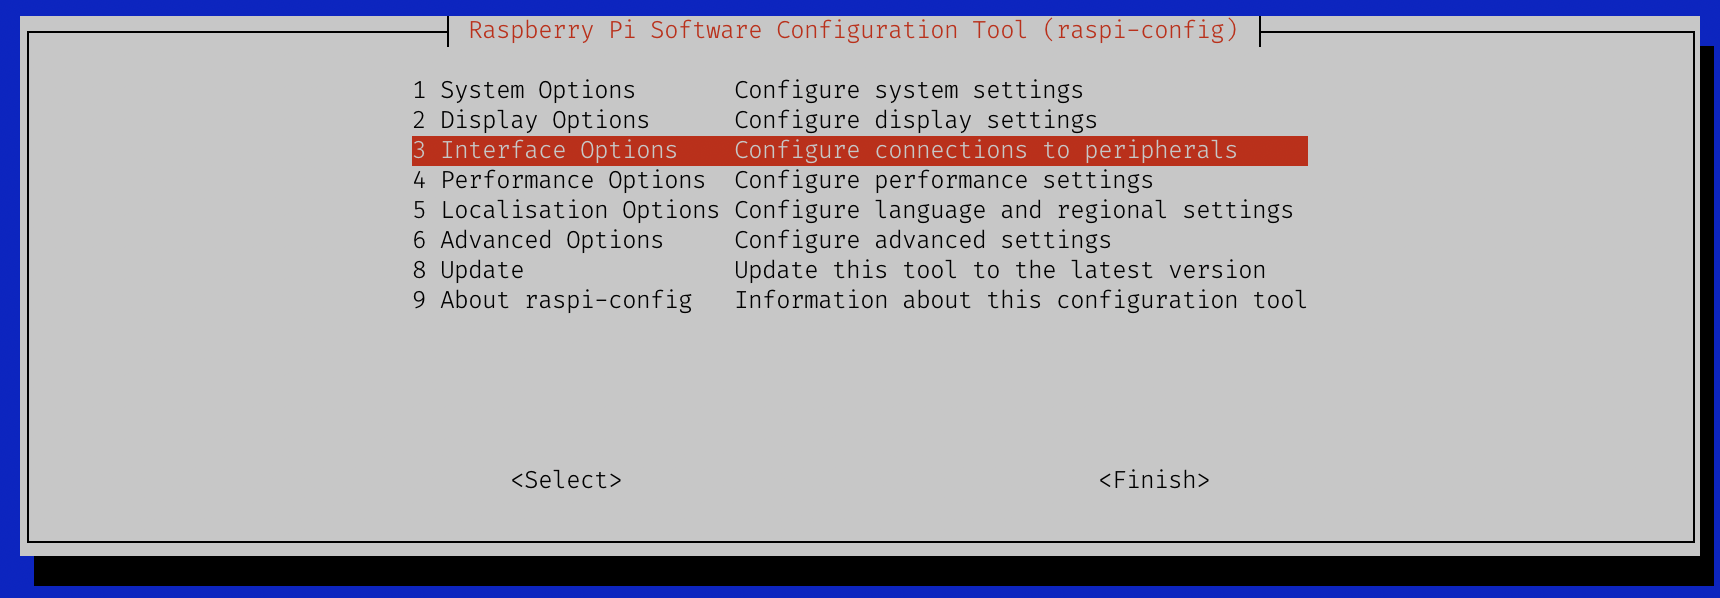 Raspberry Pi Software Configuration Tool (raspi-config)
1 System Options Configure system settings
2 Display Options Configure display settings
3 Interface Options Configure connections to peripherals
4 Performance Options Configure performance settings
5 Localisation Options Configure language and regional settings
6 Advanced Options Configure advanced settings
8 Update Update this tool to the latest version
9 About raspi-config Information about this configuration tool
<Select> <Finish>